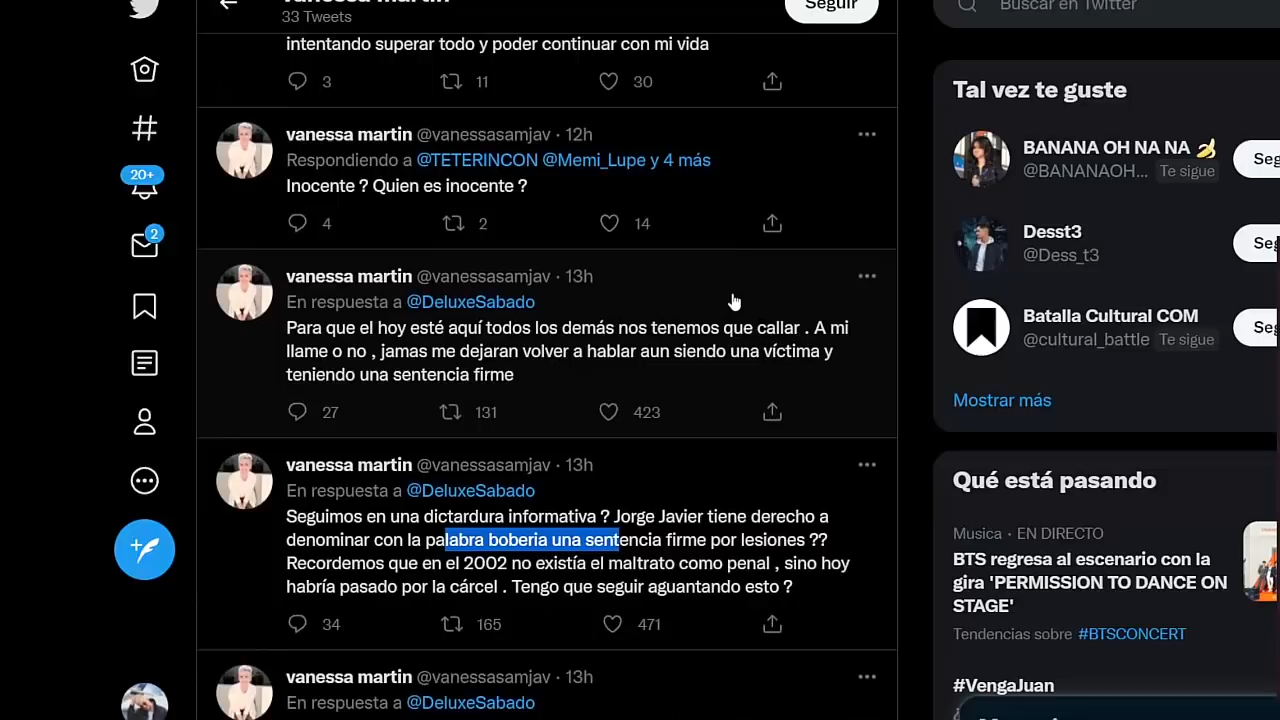 vanessa martin
33 Tweets
Seguir
Buscar en Twitter
intentando superar todo y poder continuar con mi vida
3 11 30
vanessa martin @vanessasamjav · 12h
Respondiendo a @TETERINCON @Memi_Lupe y 4 más
Inocente ? Quien es inocente ?
4 2 14
vanessa martin @vanessasamjav · 13h
En respuesta a @DeluxeSabado
Para que el hoy esté aquí todos los demás nos tenemos que callar . A mi
llame o no , jamas me dejaran volver a hablar aun siendo una víctima y
teniendo una sentencia firme
27 131 423
vanessa martin @vanessasamjav · 13h
En respuesta a @DeluxeSabado
Seguimos en una dictardura informativa ? Jorge Javier tiene derecho a
denominar con la palabra boberia una sentencia firme por lesiones ??
Recordemos que en el 2002 no existía el maltrato como penal , sino hoy
habría pasado por la cárcel . Tengo que seguir aguantando esto ?
34 165 471
vanessa martin @vanessasamjav · 13h
En respuesta a @DeluxeSabado
20+
2
Tal vez te guste
BANANA OH NA NA 🍌
@BANANAOH... Te sigue
Seg
Desst3
@Dess_t3
Seg
Batalla Cultural COM
@cultural_battle Te sigue
Seg
Mostrar más
Qué está pasando
Musica · EN DIRECTO
BTS regresa al escenario con la
gira 'PERMISSION TO DANCE ON
STAGE'
Tendencias sobre #BTSCONCERT
#VengaJuan